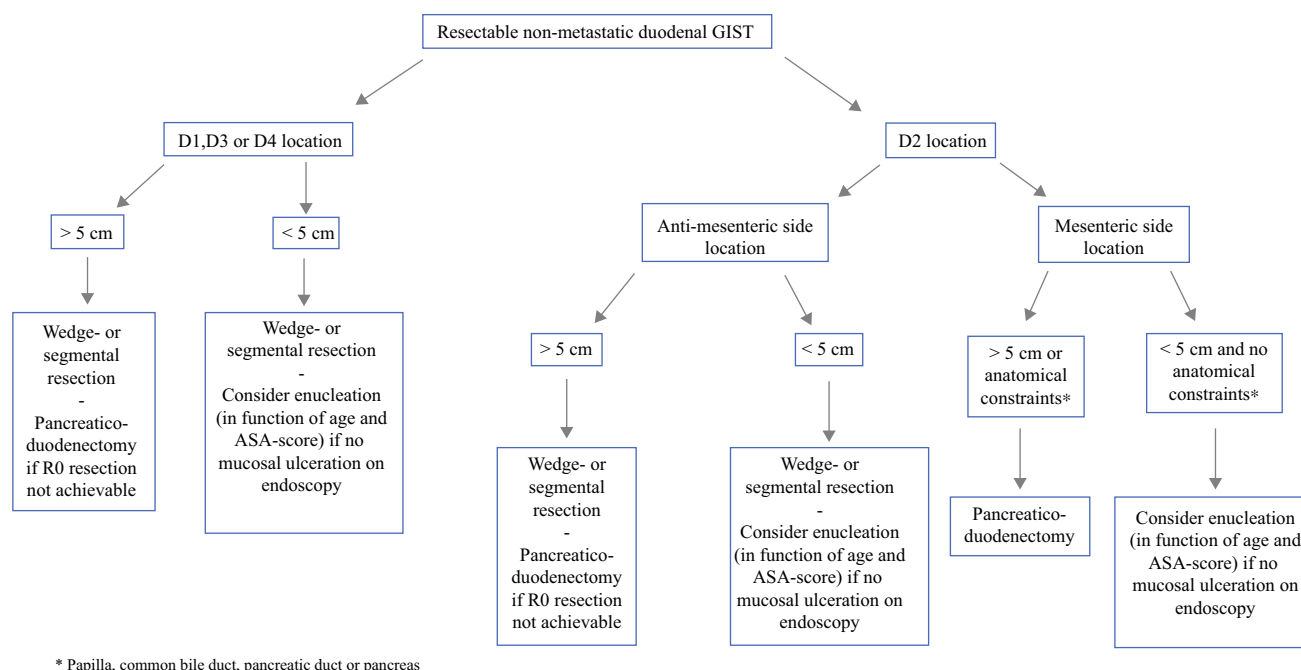 Resectable non-metastatic duodenal GIST
D1,D3 or D4 location
D2 location
> 5 cm
< 5 cm
Anti-mesenteric side
location
Mesenteric side
location
Wedge- or
segmental
resection
-
Pancreatico-
duodenectomy
if R0 resection
not achievable
Wedge- or
segmental resection
-
Consider enucleation
(in function of age and
ASA-score) if no
mucosal ulceration on
endoscopy
> 5 cm
< 5 cm
> 5 cm or
anatomical
constraints*
< 5 cm and no
anatomical
constraints*
Wedge- or
segmental
resection
-
Pancreatico-
duodenectomy
if R0 resection
not achievable
Wedge- or
segmental resection
-
Consider enucleation
(in function of age and
ASA-score) if no
mucosal ulceration on
endoscopy
Pancreatico-
duodenectomy
Consider enucleation
(in function of age and
ASA-score) if no
mucosal ulceration on
endoscopy
* Papilla, common bile duct, pancreatic duct or pancreas